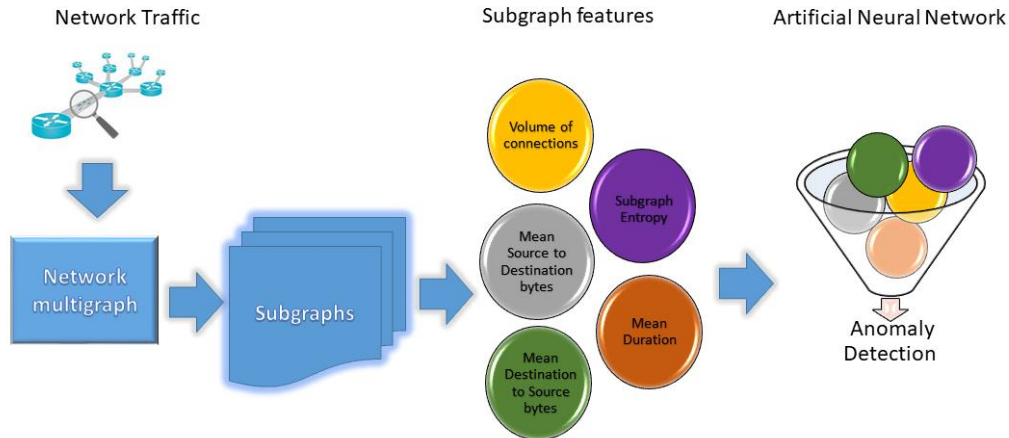 Network Traffic
Subgraph features
Artificial Neural Network
Volume of
connections
Subgraph
Entropy
Mean
Source to
Destination
bytes
Mean
Duration
Mean
Destination
to Source
bytes
Network
multigraph
Subgraphs
Anomaly
Detection